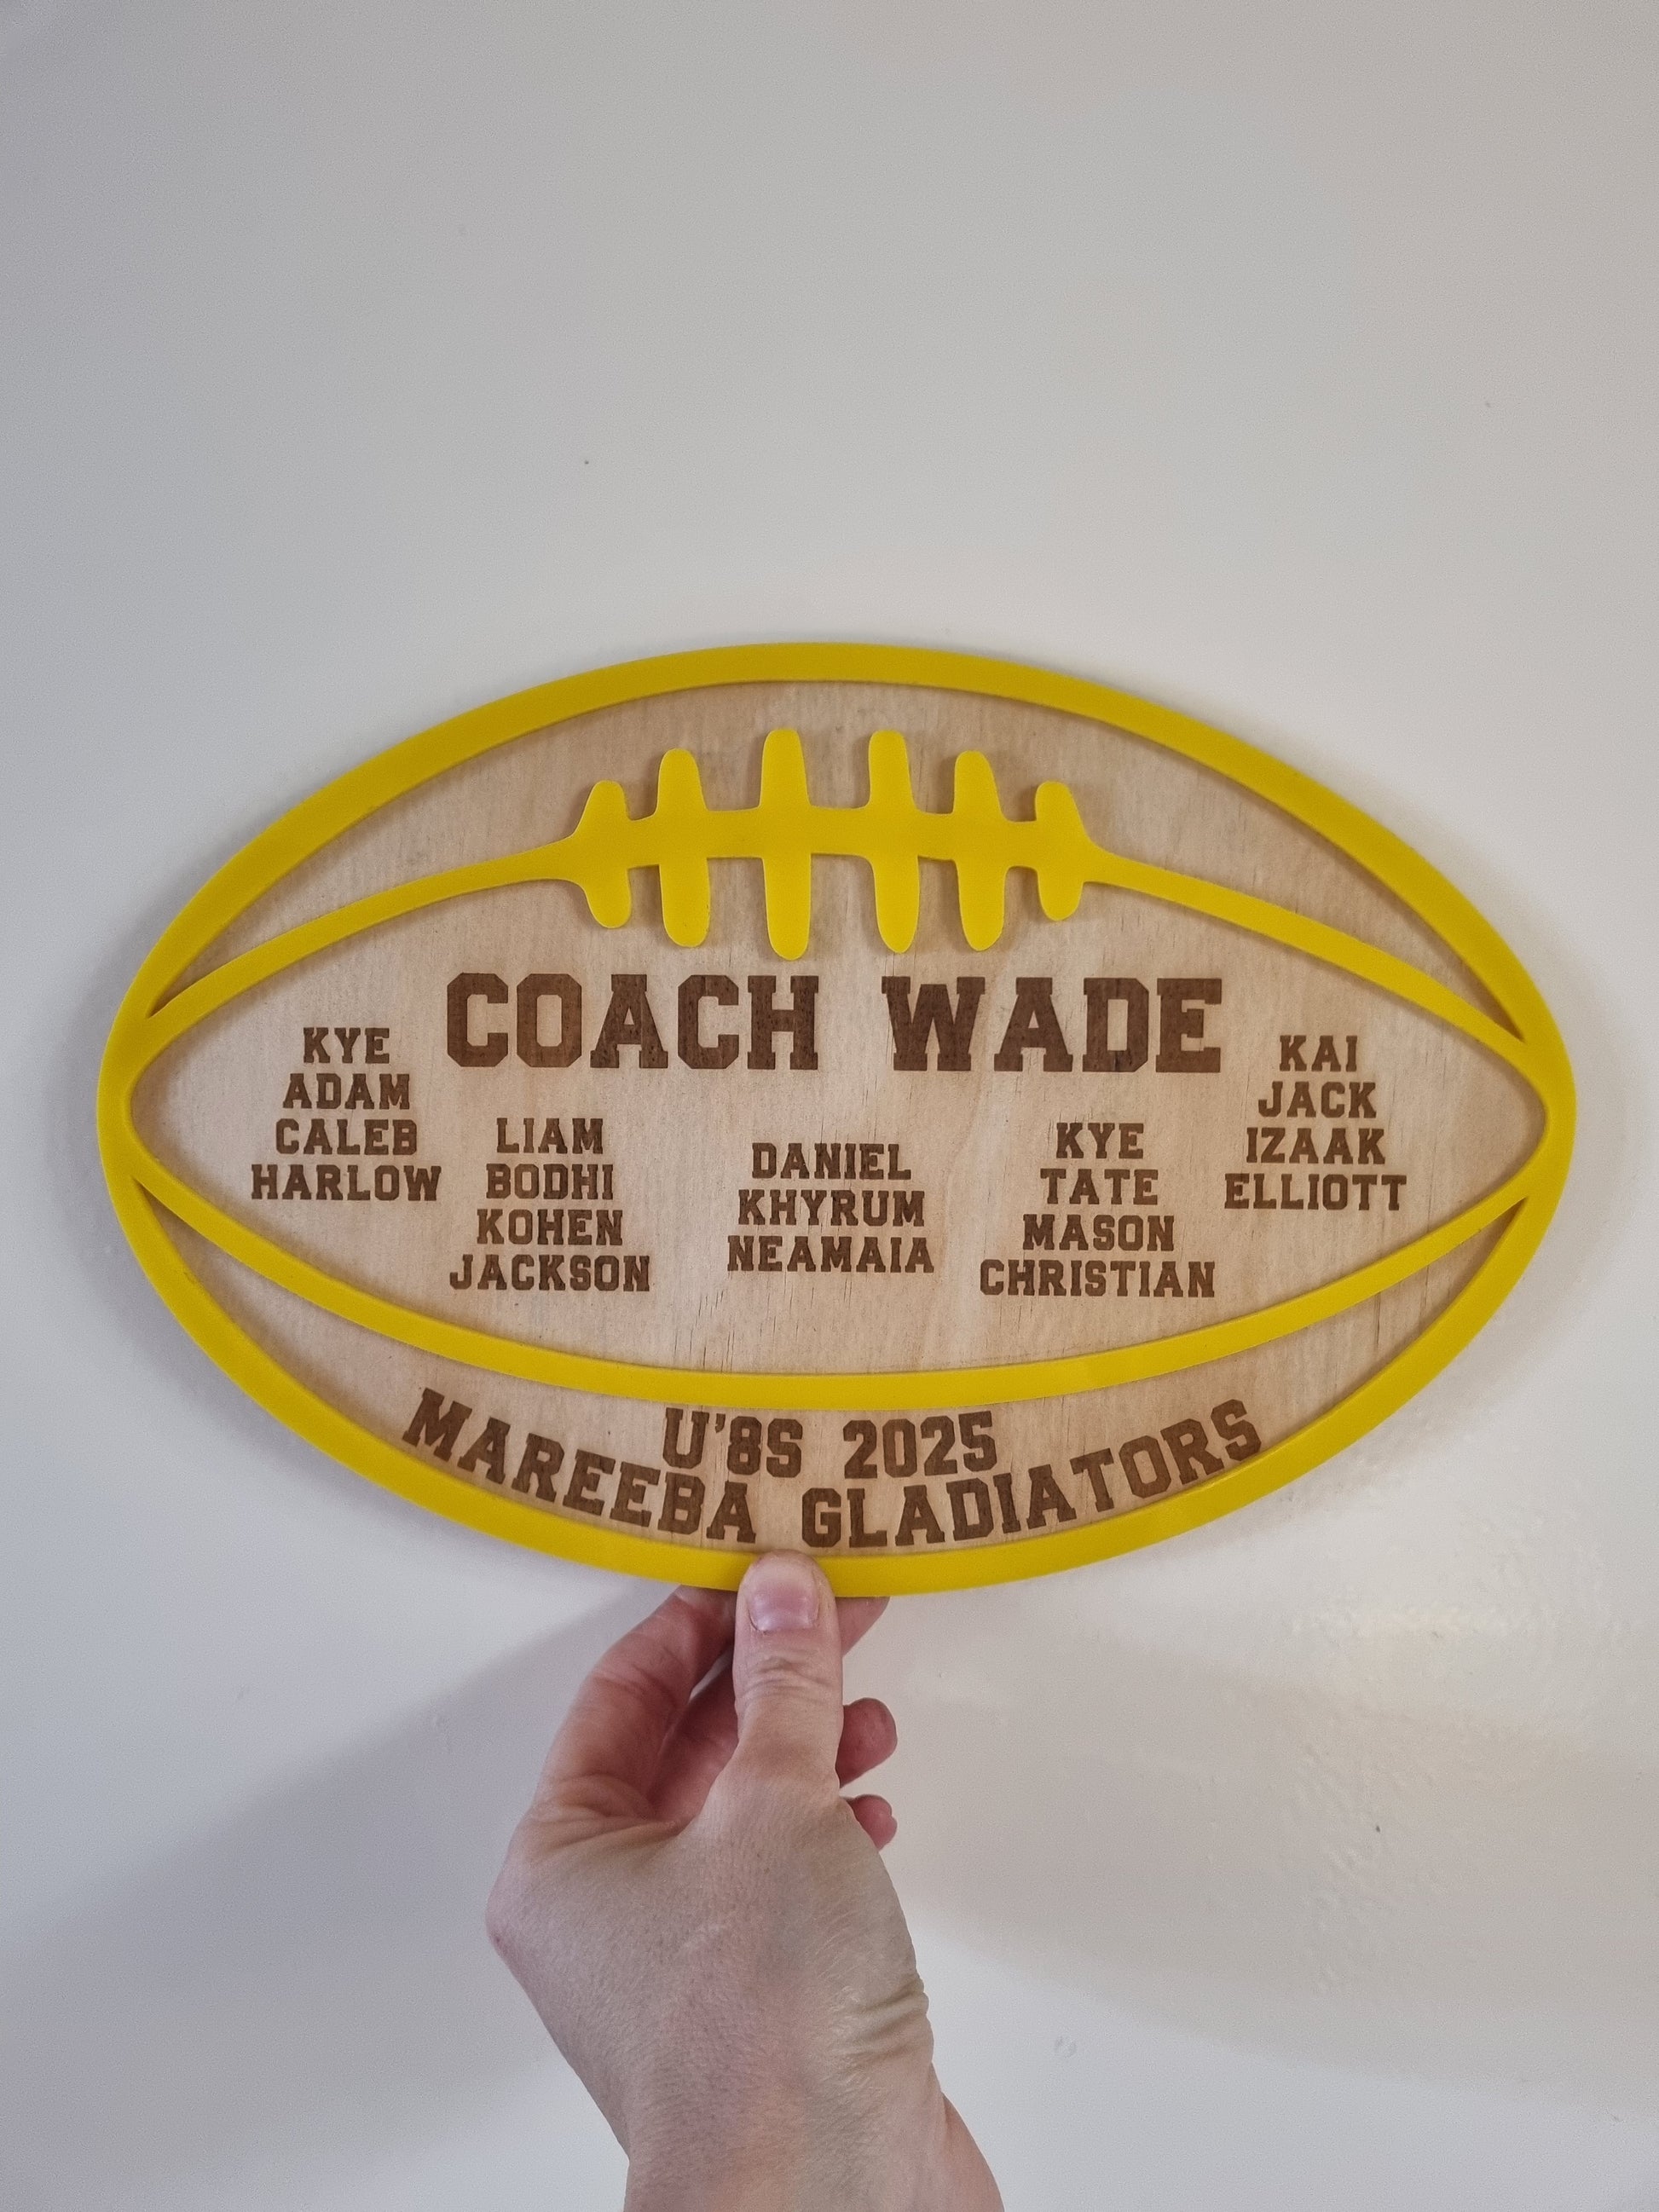 COACH WADE
KYE
ADAM
CALEB
HARLOW
LIAM
BODHI
KOHEN
JACKSON
DANIEL
KHYRUM
NEAMAIA
KYE
TATE
MASON
CHRISTIAN
KAI
JACK
IZAAK
ELLIOTT
U'8S 2025
MAREEBA GLADIATORS